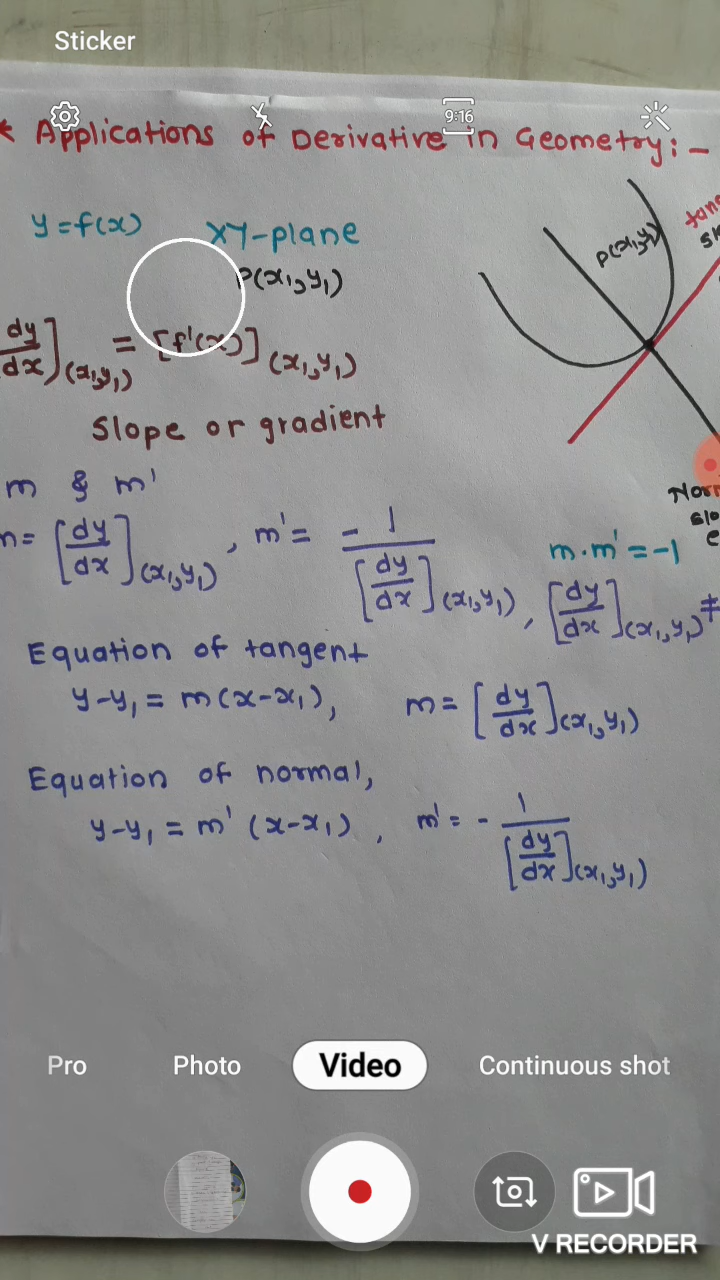 Sticker
9:16
* Applications of Derivative in Geometry:-
y=f(x) XY-plane
P(x₁,y₁)
dy/dx](x₁,y₁) = [f'(x)](x₁,y₁)
Slope or gradient
m & m'
m= [dy/dx](x₁,y₁), m'= -1/[dy/dx](x₁,y₁), [dy/dx](x₁,y₁)≠
m.m'=-1
P(x₁,y₁)
Equation of tangent
y-y₁= m(x-x₁), m= [dy/dx](x₁,y₁)
Equation of normal,
y-y₁= m' (x-x₁), m'= - 1/[dy/dx](x₁,y₁)
Pro Photo Video Continuous shot
V RECORDER